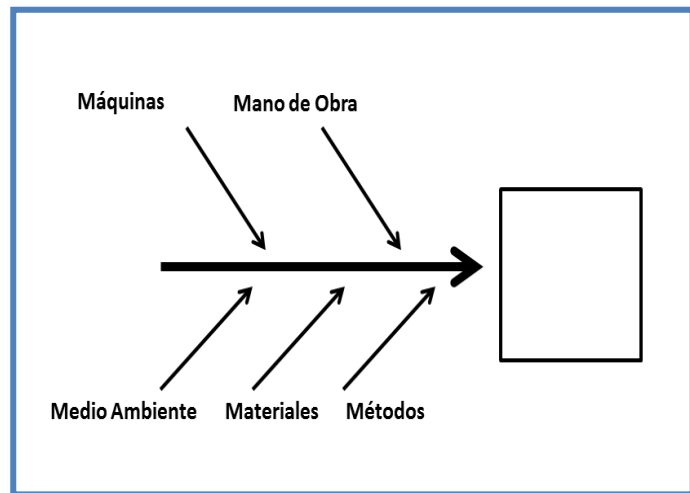 Máquinas
Mano de Obra
Medio Ambiente
Materiales
Métodos